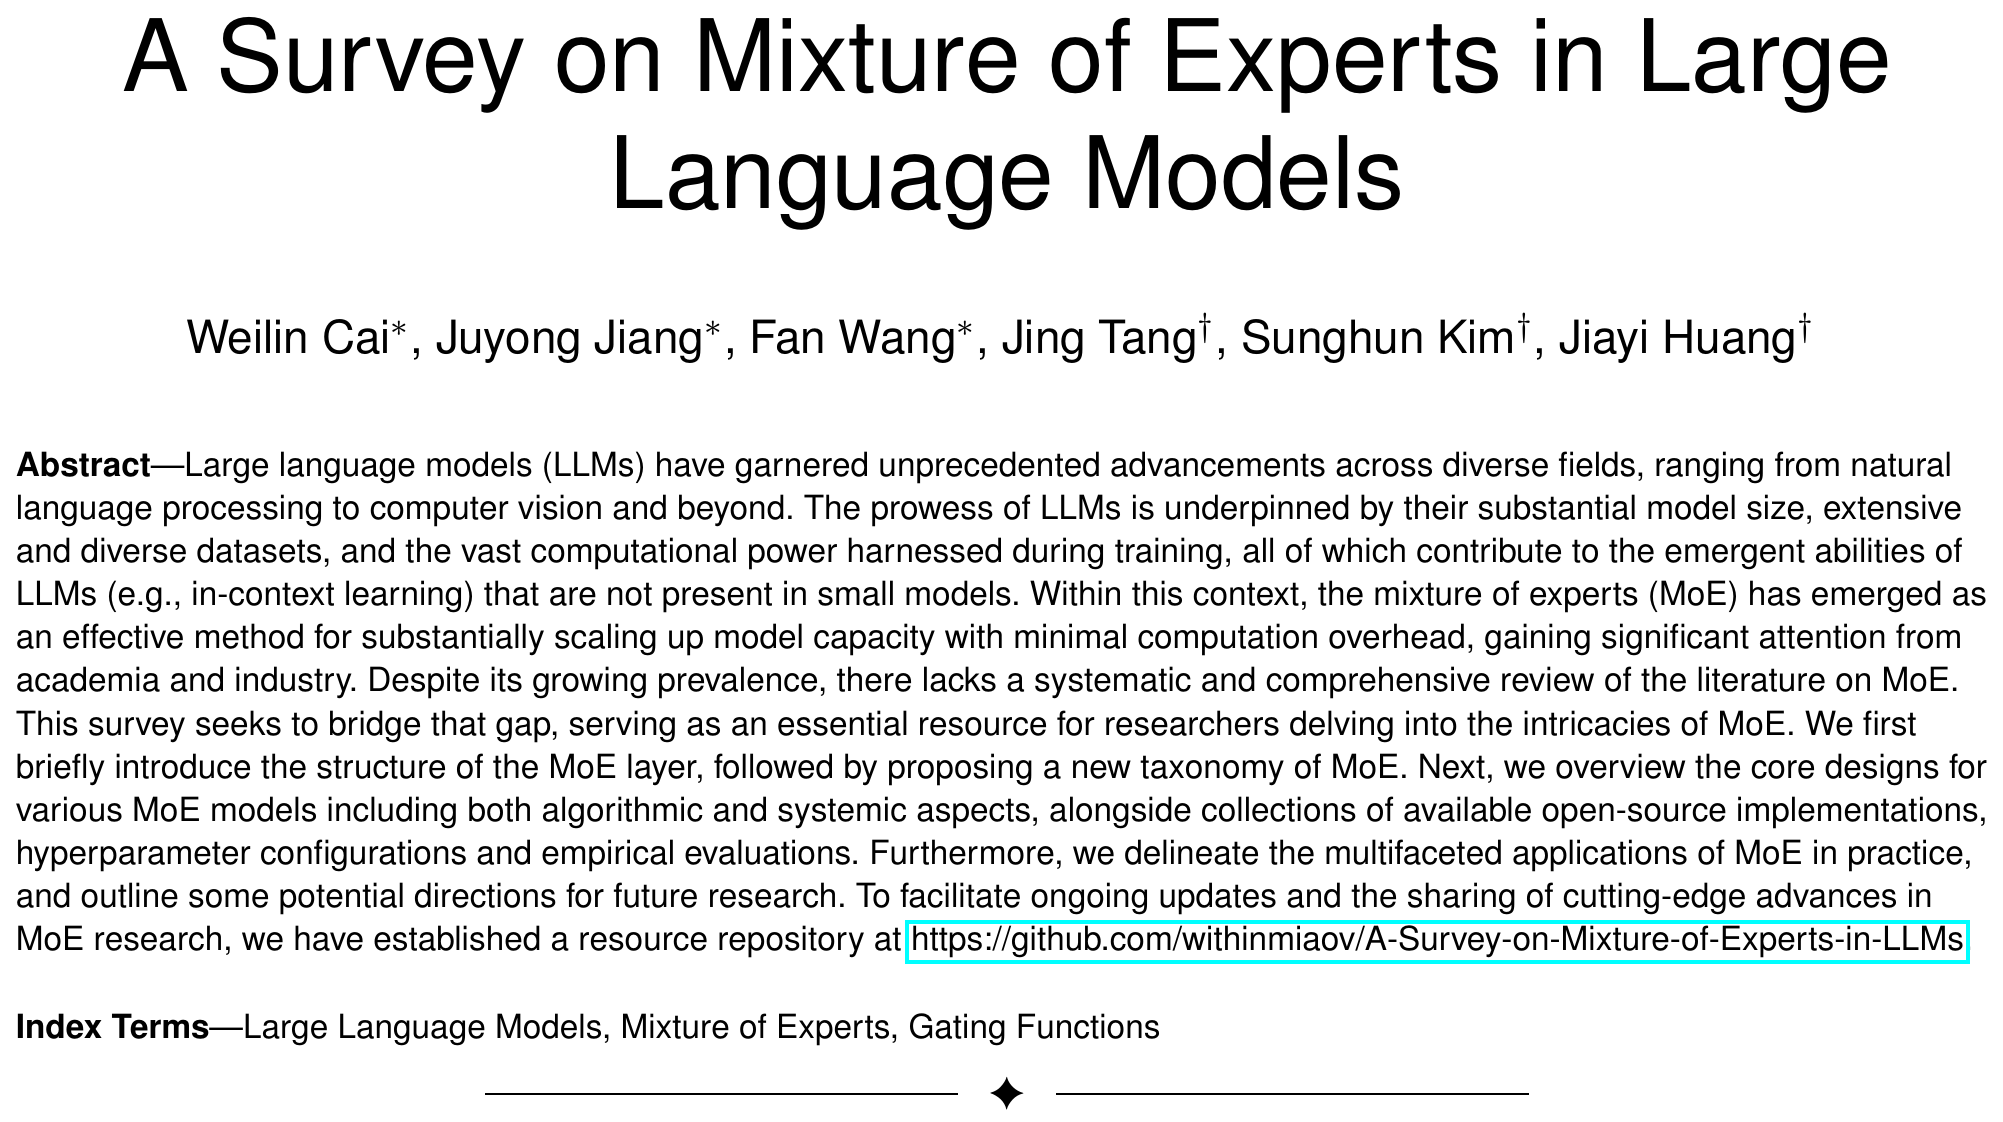 A Survey on Mixture of Experts in Large
Language Models
Weilin Cai*, Juyong Jiang*, Fan Wang*, Jing Tang†, Sunghun Kim†, Jiayi Huang†
Abstract—Large language models (LLMs) have garnered unprecedented advancements across diverse fields, ranging from natural
language processing to computer vision and beyond. The prowess of LLMs is underpinned by their substantial model size, extensive
and diverse datasets, and the vast computational power harnessed during training, all of which contribute to the emergent abilities of
LLMs (e.g., in-context learning) that are not present in small models. Within this context, the mixture of experts (MoE) has emerged as
an effective method for substantially scaling up model capacity with minimal computation overhead, gaining significant attention from
academia and industry. Despite its growing prevalence, there lacks a systematic and comprehensive review of the literature on MoE.
This survey seeks to bridge that gap, serving as an essential resource for researchers delving into the intricacies of MoE. We first
briefly introduce the structure of the MoE layer, followed by proposing a new taxonomy of MoE. Next, we overview the core designs for
various MoE models including both algorithmic and systemic aspects, alongside collections of available open-source implementations,
hyperparameter configurations and empirical evaluations. Furthermore, we delineate the multifaceted applications of MoE in practice,
and outline some potential directions for future research. To facilitate ongoing updates and the sharing of cutting-edge advances in
MoE research, we have established a resource repository at https://github.com/withinmiaov/A-Survey-on-Mixture-of-Experts-in-LLMs
Index Terms—Large Language Models, Mixture of Experts, Gating Functions